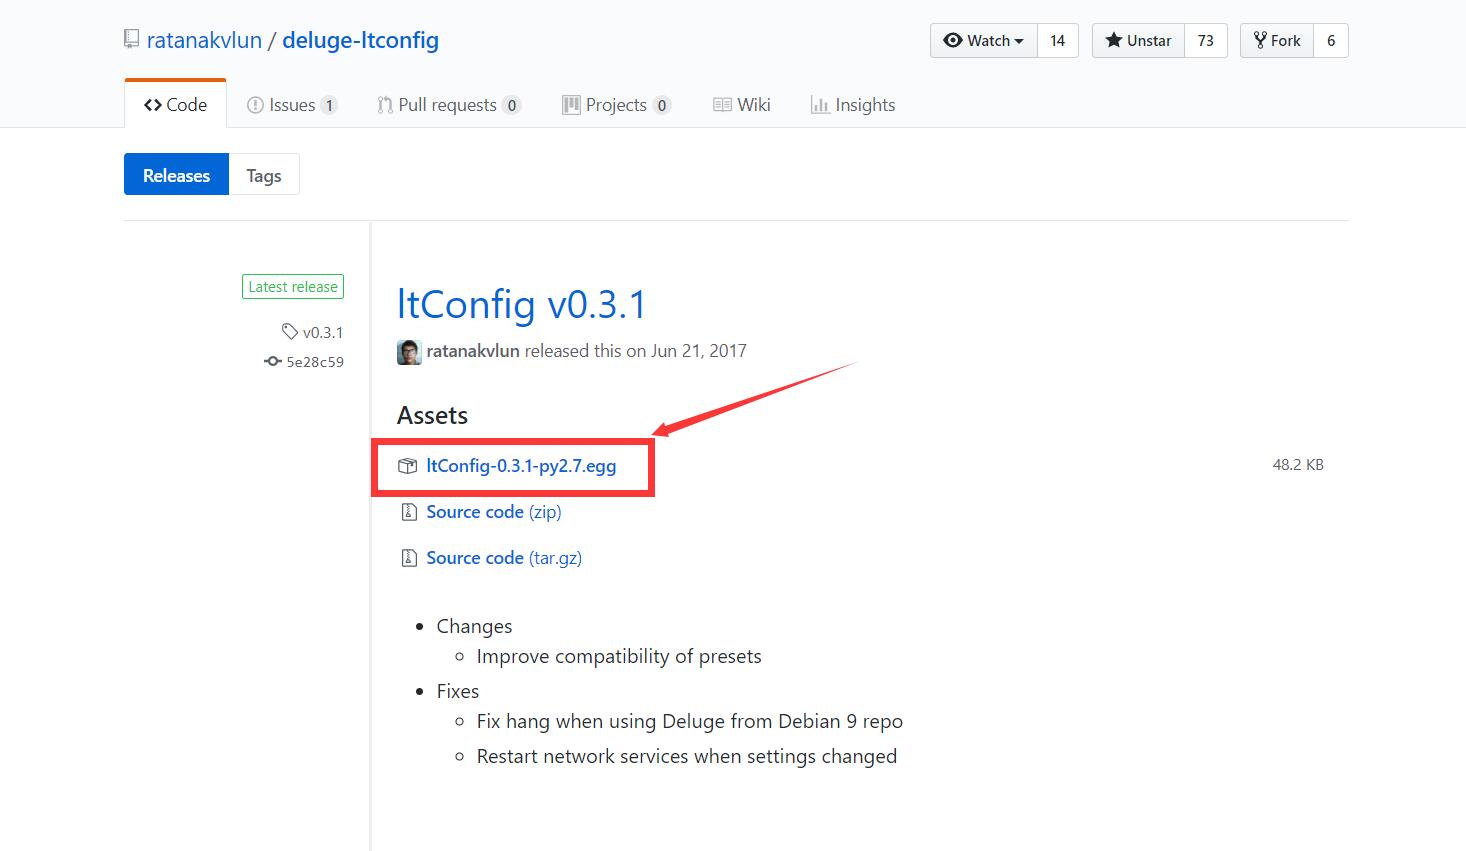 ratanakvlun / deluge-ltconfig
Watch 14 Unstar 73 Fork 6
Code Issues 1 Pull requests 0 Projects 0 Wiki Insights
Releases Tags
Latest release
v0.3.1
5e28c59
ltConfig v0.3.1
ratanakvlun released this on Jun 21, 2017
Assets
ltConfig-0.3.1-py2.7.egg 48.2 KB
Source code (zip)
Source code (tar.gz)
Changes
Improve compatibility of presets
Fixes
Fix hang when using Deluge from Debian 9 repo
Restart network services when settings changed